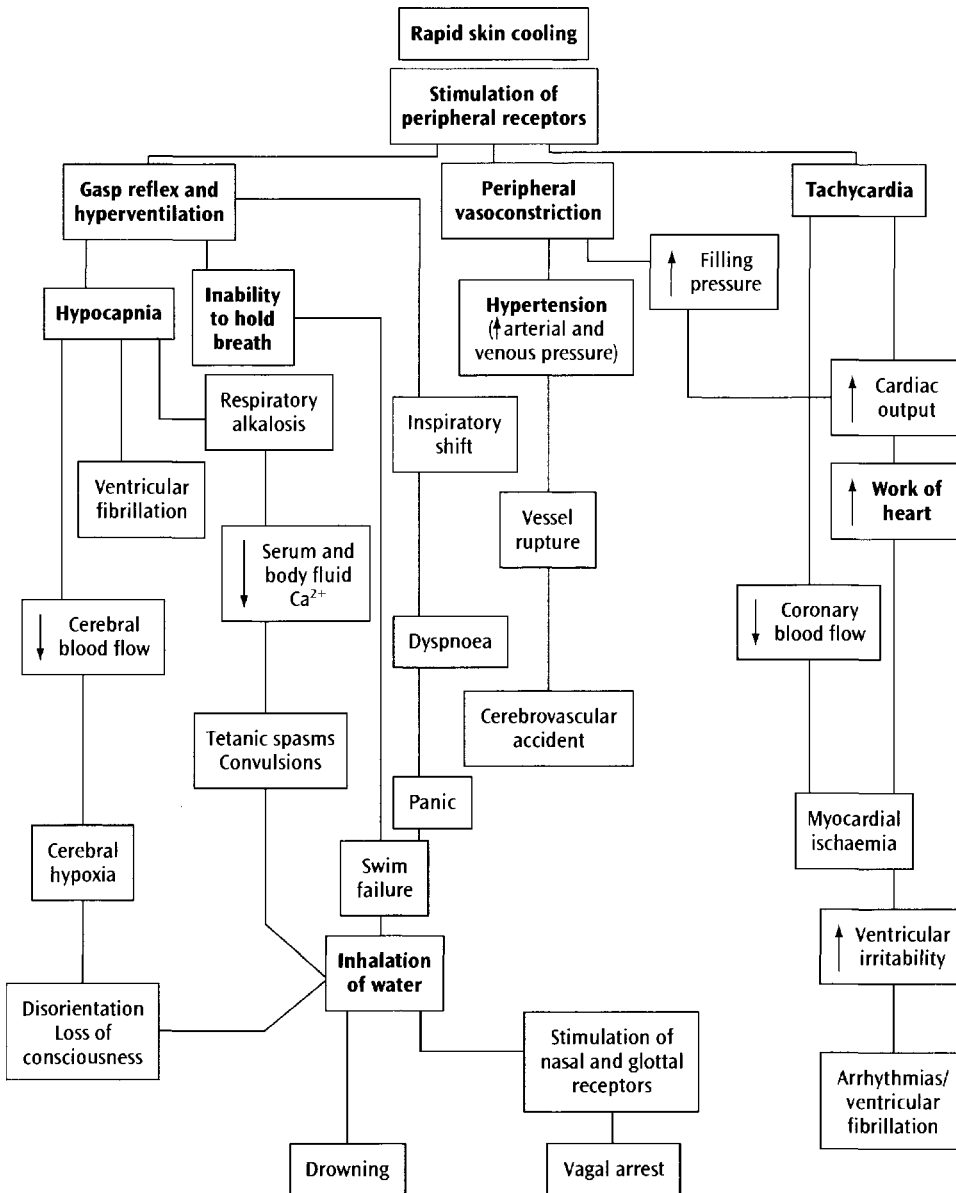 Rapid skin cooling
Stimulation of
peripheral receptors
Gasp reflex and
hyperventilation
Peripheral
vasoconstriction
Tachycardia
↑ Filling
pressure
Hypocapnia
Inability
to hold
breath
Hypertension
(↑arterial and
venous pressure)
↑ Cardiac
output
Respiratory
alkalosis
Inspiratory
shift
Ventricular
fibrillation
↑ Work of
heart
Vessel
rupture
↓ Serum and
body fluid
Ca²⁺
↓ Cerebral
blood flow
Dyspnoea
↓ Coronary
blood flow
Cerebrovascular
accident
Tetanic spasms
Convulsions
Panic
Myocardial
ischaemia
Cerebral
hypoxia
Swim
failure
↑ Ventricular
irritability
Inhalation
of water
Disorientation
Loss of
consciousness
Stimulation of
nasal and glottal
receptors
Arrhythmias/
ventricular
fibrillation
Drowning
Vagal arrest